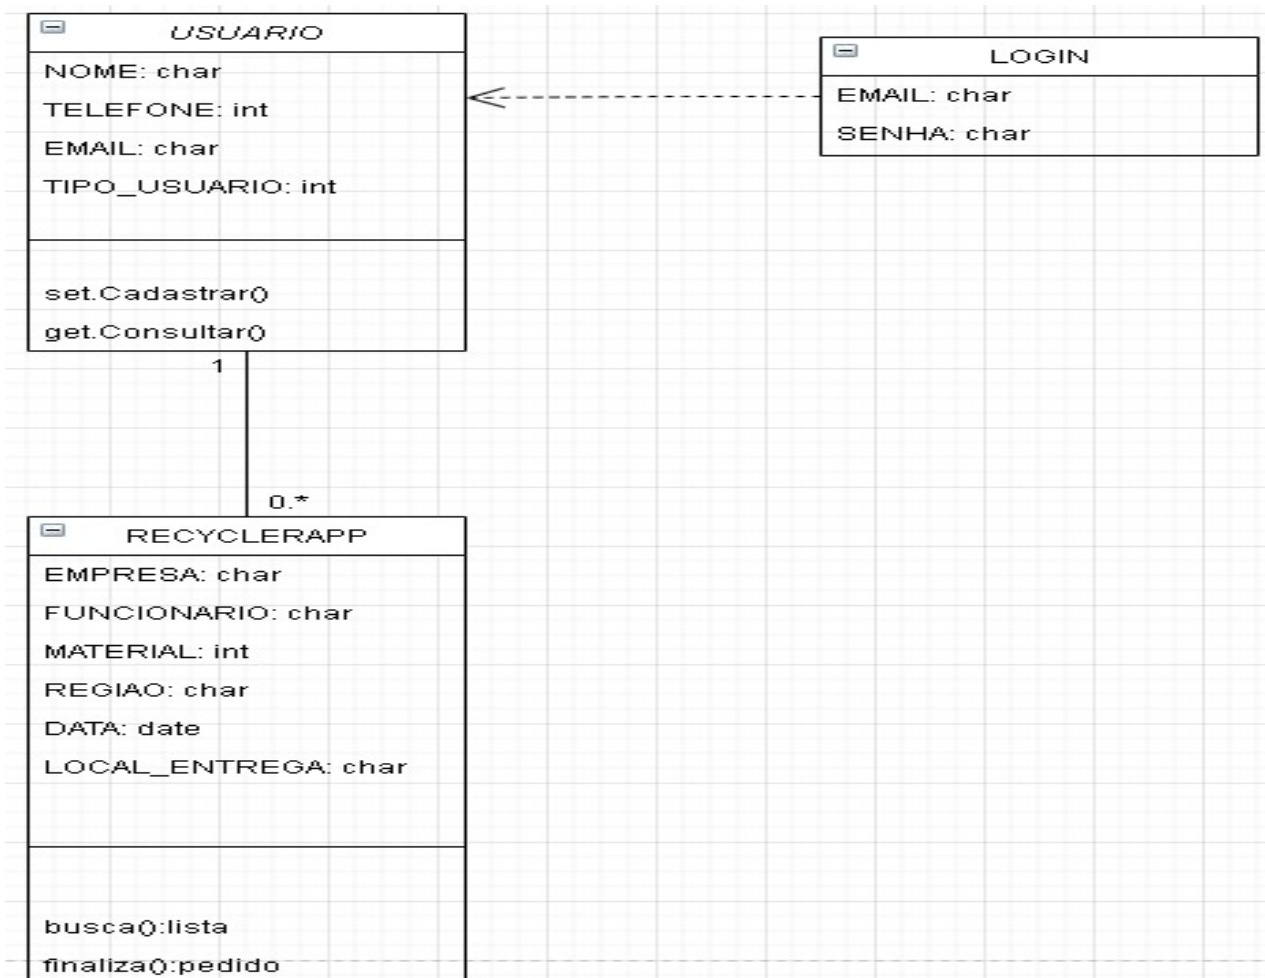 USUARIO
NOME: char
TELEFONE: int
EMAIL: char
TIPO_USUARIO: int
set.Cadastrar()
get.Consultar()
1
LOGIN
EMAIL: char
SENHA: char
0.*
RECYCLERAPP
EMPRESA: char
FUNCIONARIO: char
MATERIAL: int
REGIAO: char
DATA: date
LOCAL_ENTREGA: char
busca():lista
finaliza():pedido